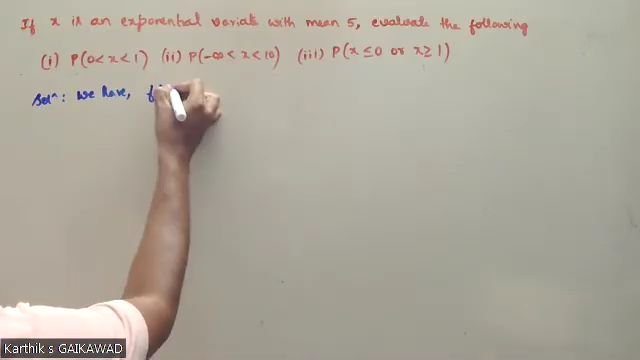 If x is an exponential variate with mean 5, evaluate the following
(i) P(0<x<1) (ii) P(-∞<x<10) (iii) P(x≤0 or x≥1)
Solⁿ: We have, f
Karthik s GAIKAWAD